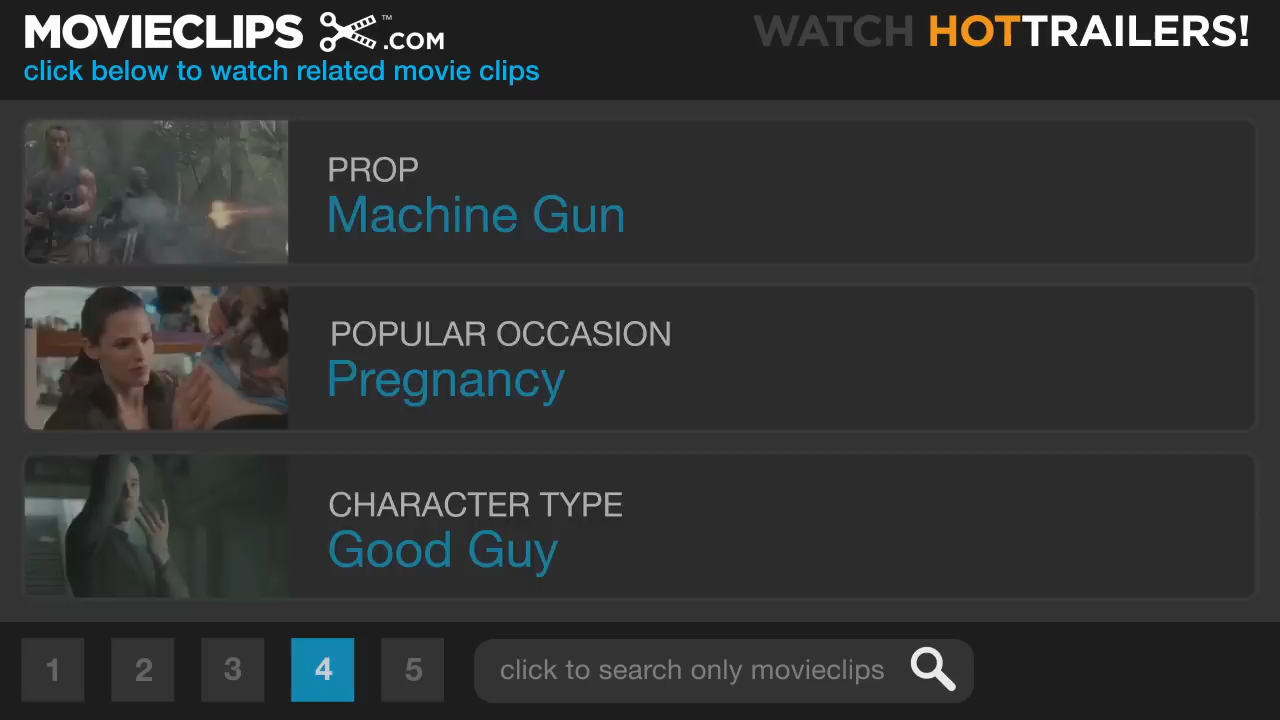 MOVIECLIPS ™ .COM
WATCH HOTTRAILERS!
click below to watch related movie clips
PROP
Machine Gun
POPULAR OCCASION
Pregnancy
CHARACTER TYPE
Good Guy
1 2 3 4 5 click to search only movieclips